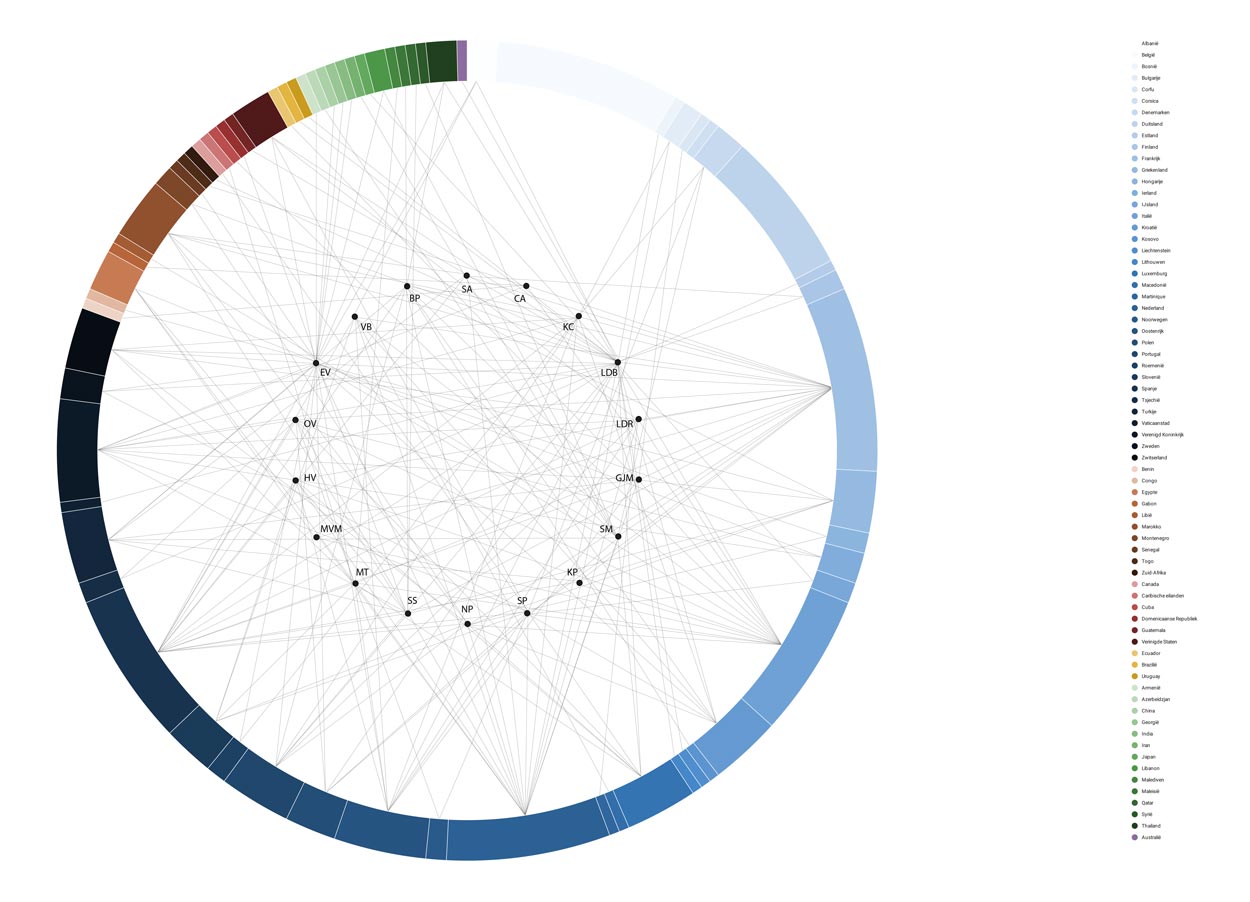 SA
BP
CA
VB
KC
EV
LDB
OV
LDR
HV
GJM
MVM
SM
MT
KP
SS
NP
SP
Albanië
België
Bosnië
Bulgarije
Corfu
Corsica
Denemarken
Duitsland
Estland
Finland
Frankrijk
Griekenland
Hongarije
Ierland
IJsland
Italië
Kroatië
Kosovo
Liechtenstein
Lithouwen
Luxemburg
Macedonië
Martinique
Nederland
Noorwegen
Oostenrijk
Polen
Portugal
Roemenië
Slovenië
Spanje
Tsjechië
Turkije
Vaticaanstad
Verenigd Koninkrijk
Zweden
Zwitserland
Benin
Congo
Egypte
Gabon
Libië
Marokko
Montenegro
Senegal
Togo
Zuid-Afrika
Canada
Caribische eilanden
Cuba
Domenicaanse Republiek
Guatemala
Verinigde Staten
Ecuador
Brazilië
Uruguay
Armenië
Azerbeidzjan
China
Georgië
India
Iran
Japan
Libanon
Malediven
Maleisië
Qatar
Syrië
Thailand
Australië